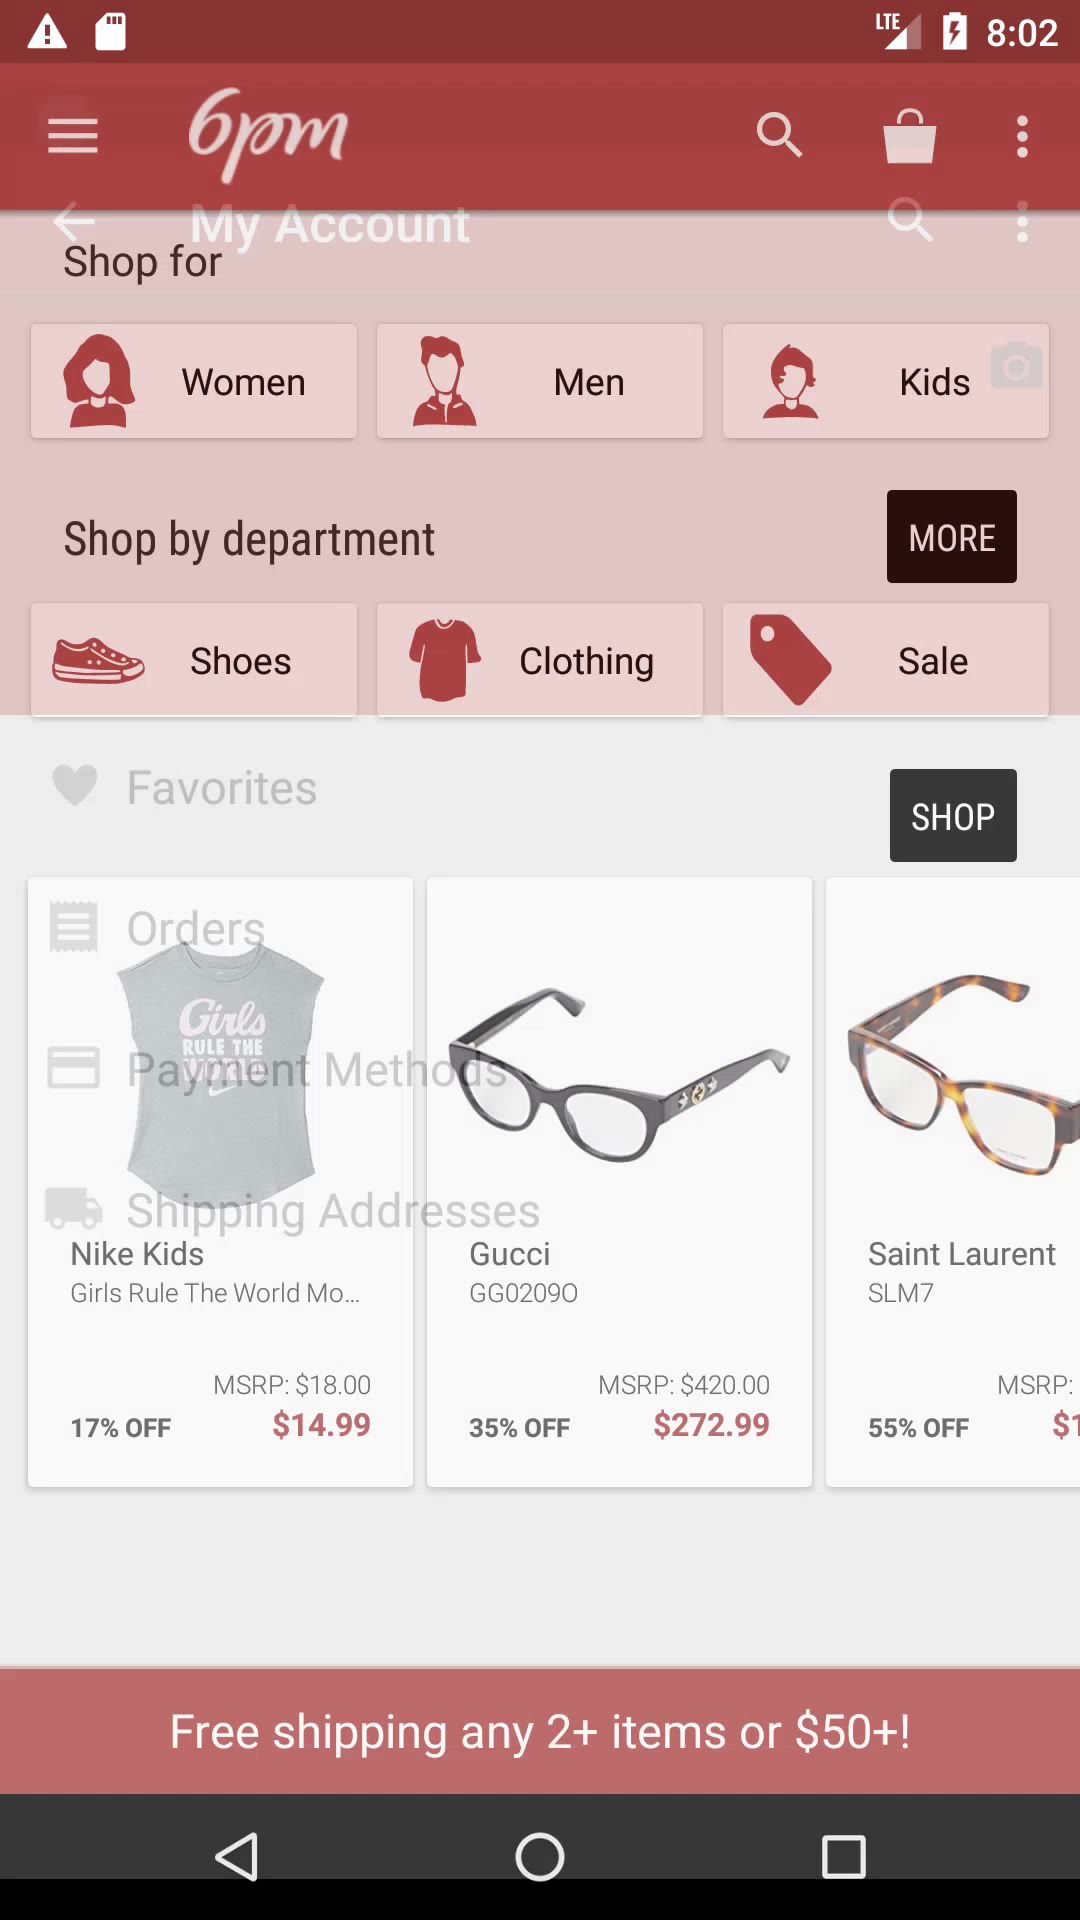 LTE 8:02
6pm
My Account
Shop for
Women Men Kids
Shop by department MORE
Shoes Clothing Sale
Favorites SHOP
Orders
Girls
RULE THE
WORLD
Payment Methods
Shipping Addresses
Nike Kids Gucci Saint Laurent
Girls Rule The World Mo... GG0209O SLM7
MSRP: $18.00 MSRP: $420.00 MSRP:
17% OFF $14.99 35% OFF $272.99 55% OFF $1
Free shipping any 2+ items or $50+!